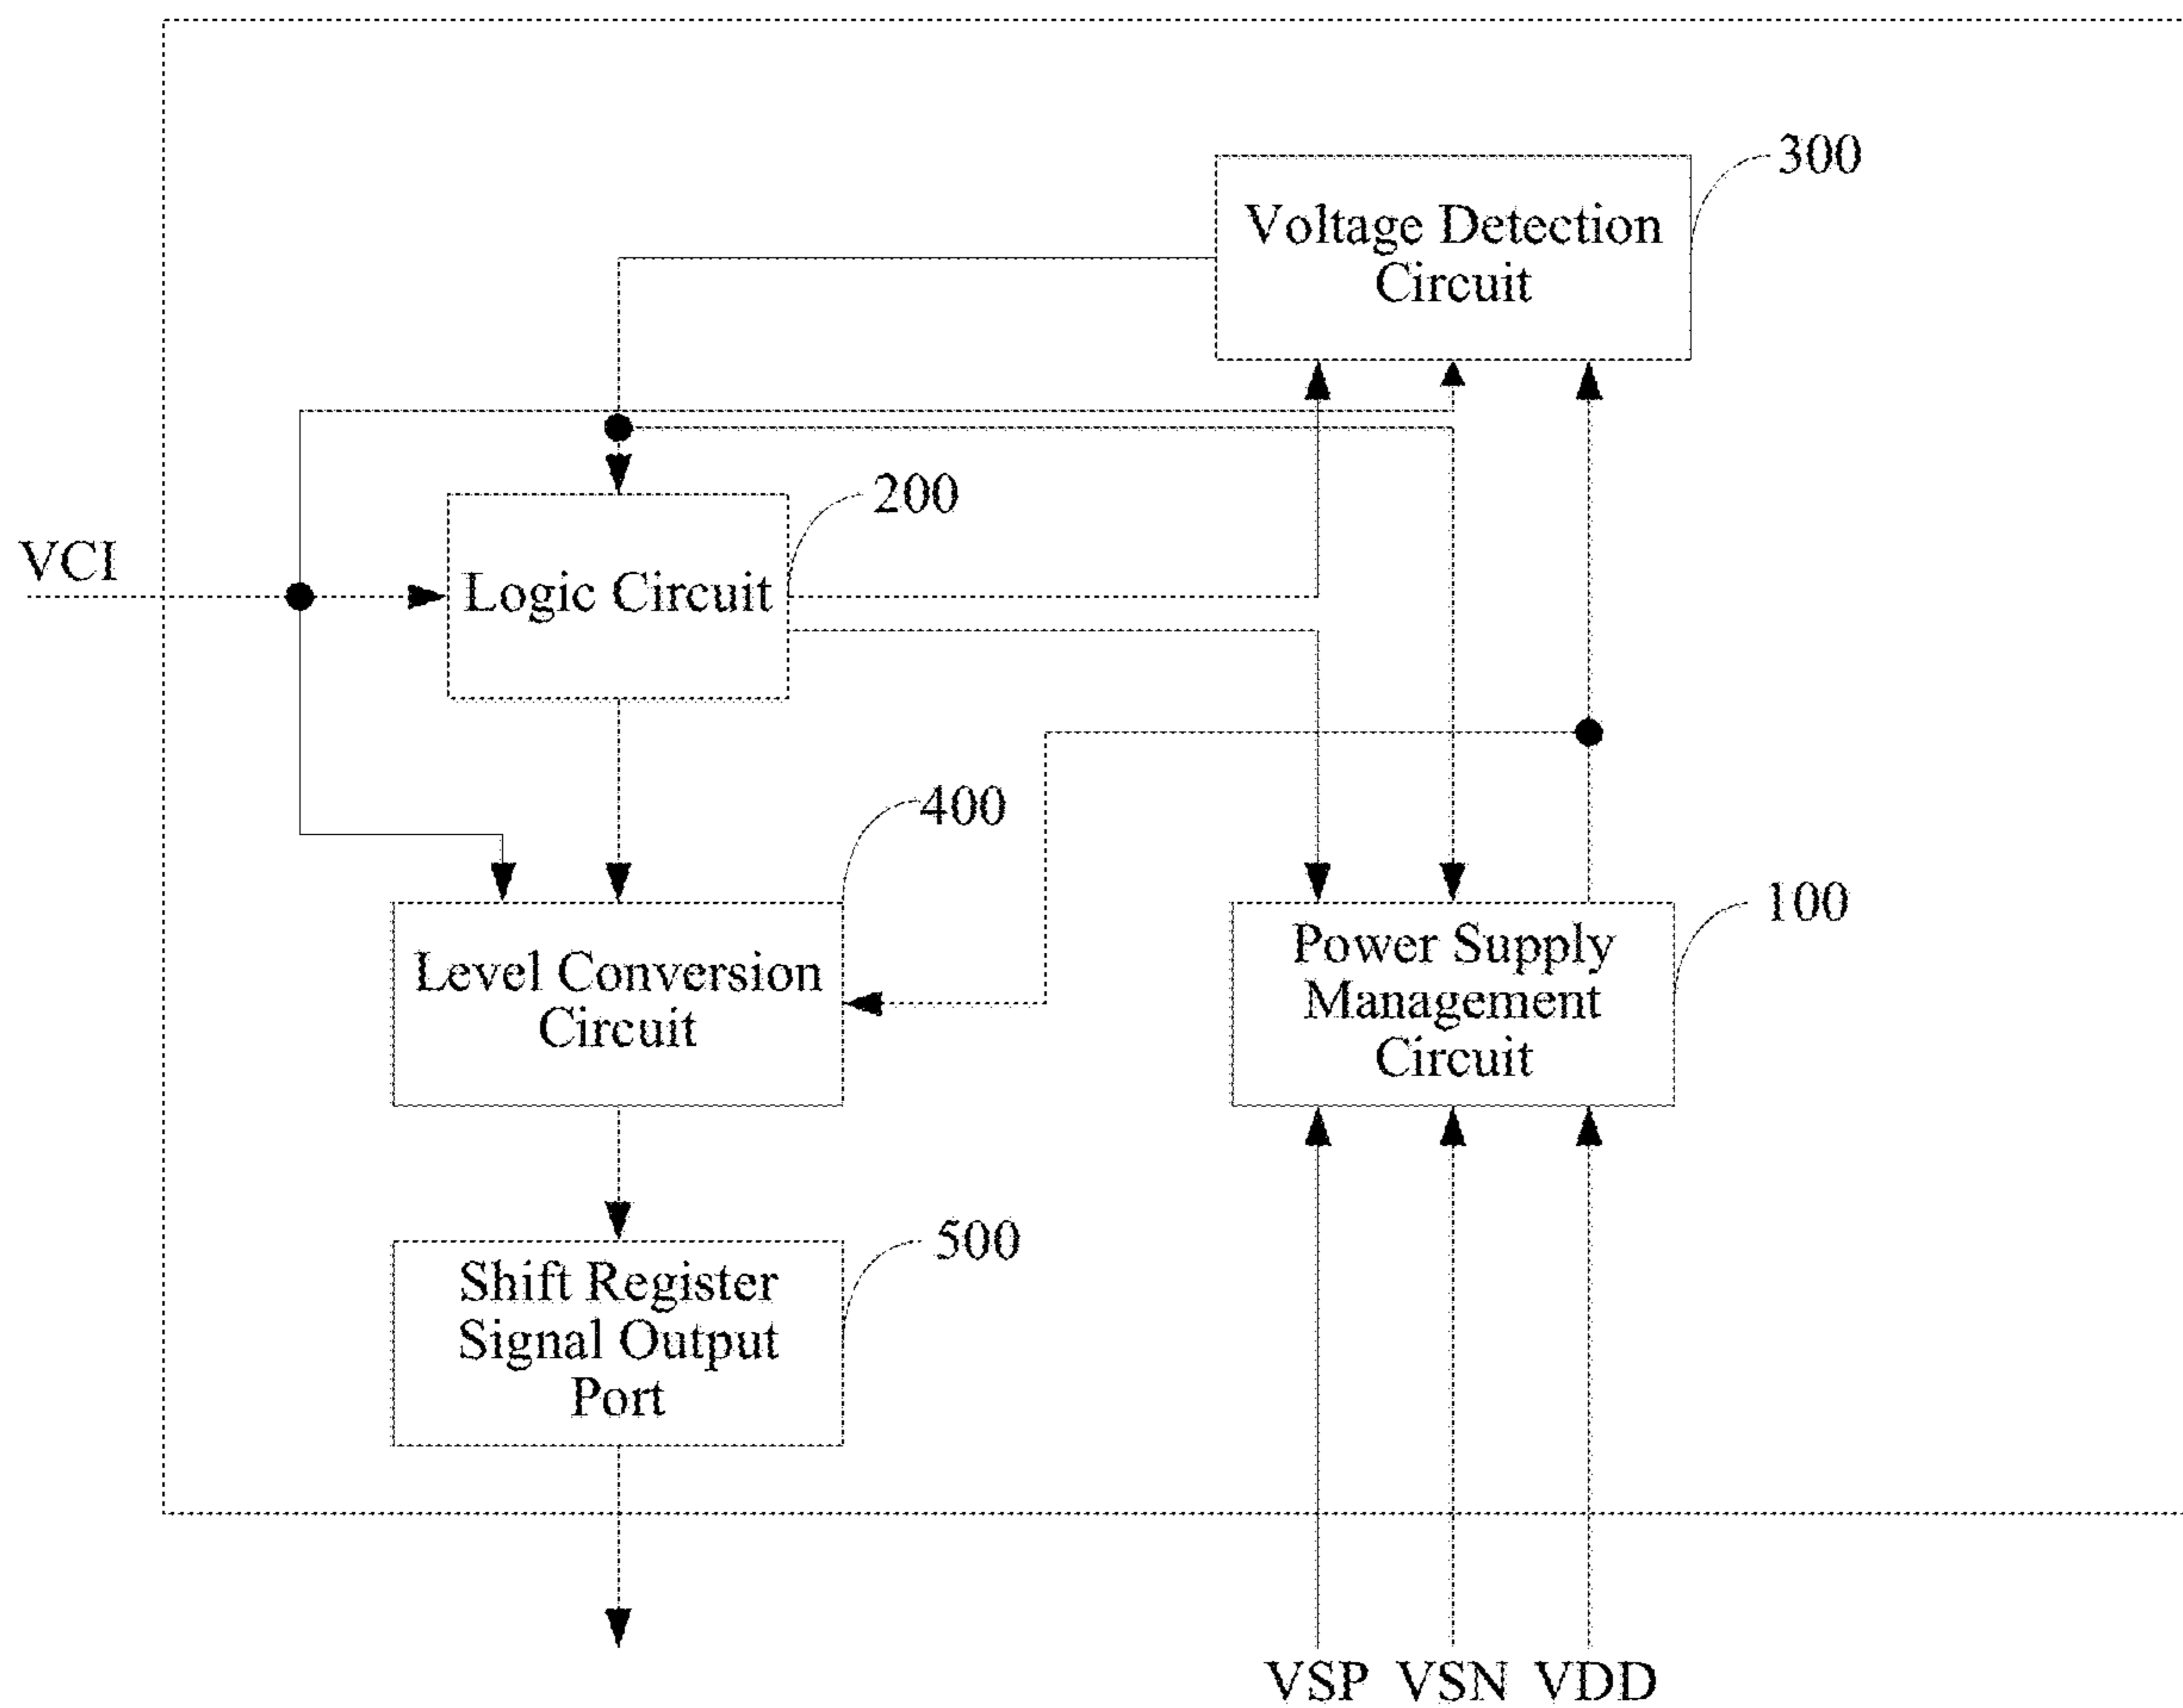 300
Voltage Detection
Circuit
200
VCI
Logic Circuit
400
100
Level Conversion
Circuit
Power Supply
Management
Circuit
500
Shift Register
Signal Output
Port
VSP VSN VDD